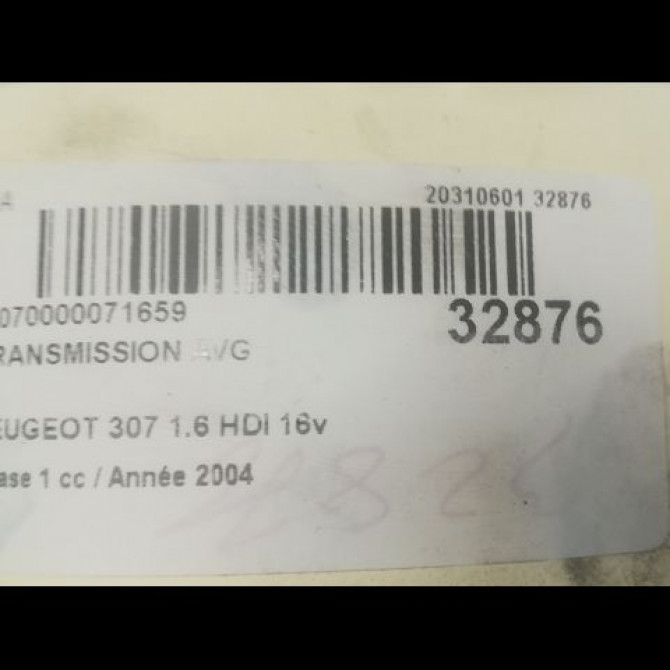 A 20310601 32876
070000071659 32876
RANSMISSION AVG
EUGEOT 307 1.6 HDi 16v
ase 1 cc / Année 2004